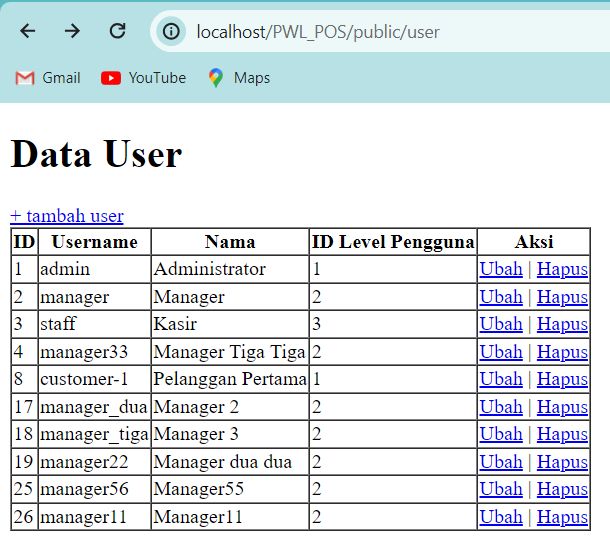 localhost/PWL_POS/public/user
Gmail YouTube Maps
Data User
+ tambah user
ID Username Nama ID Level Pengguna Aksi
1 admin Administrator 1 Ubah | Hapus
2 manager Manager 2 Ubah | Hapus
3 staff Kasir 3 Ubah | Hapus
4 manager33 Manager Tiga Tiga 2 Ubah | Hapus
8 customer-1 Pelanggan Pertama 1 Ubah | Hapus
17 manager_dua Manager 2 2 Ubah | Hapus
18 manager_tiga Manager 3 2 Ubah | Hapus
19 manager22 Manager dua dua 2 Ubah | Hapus
25 manager56 Manager55 2 Ubah | Hapus
26 manager11 Manager11 2 Ubah | Hapus